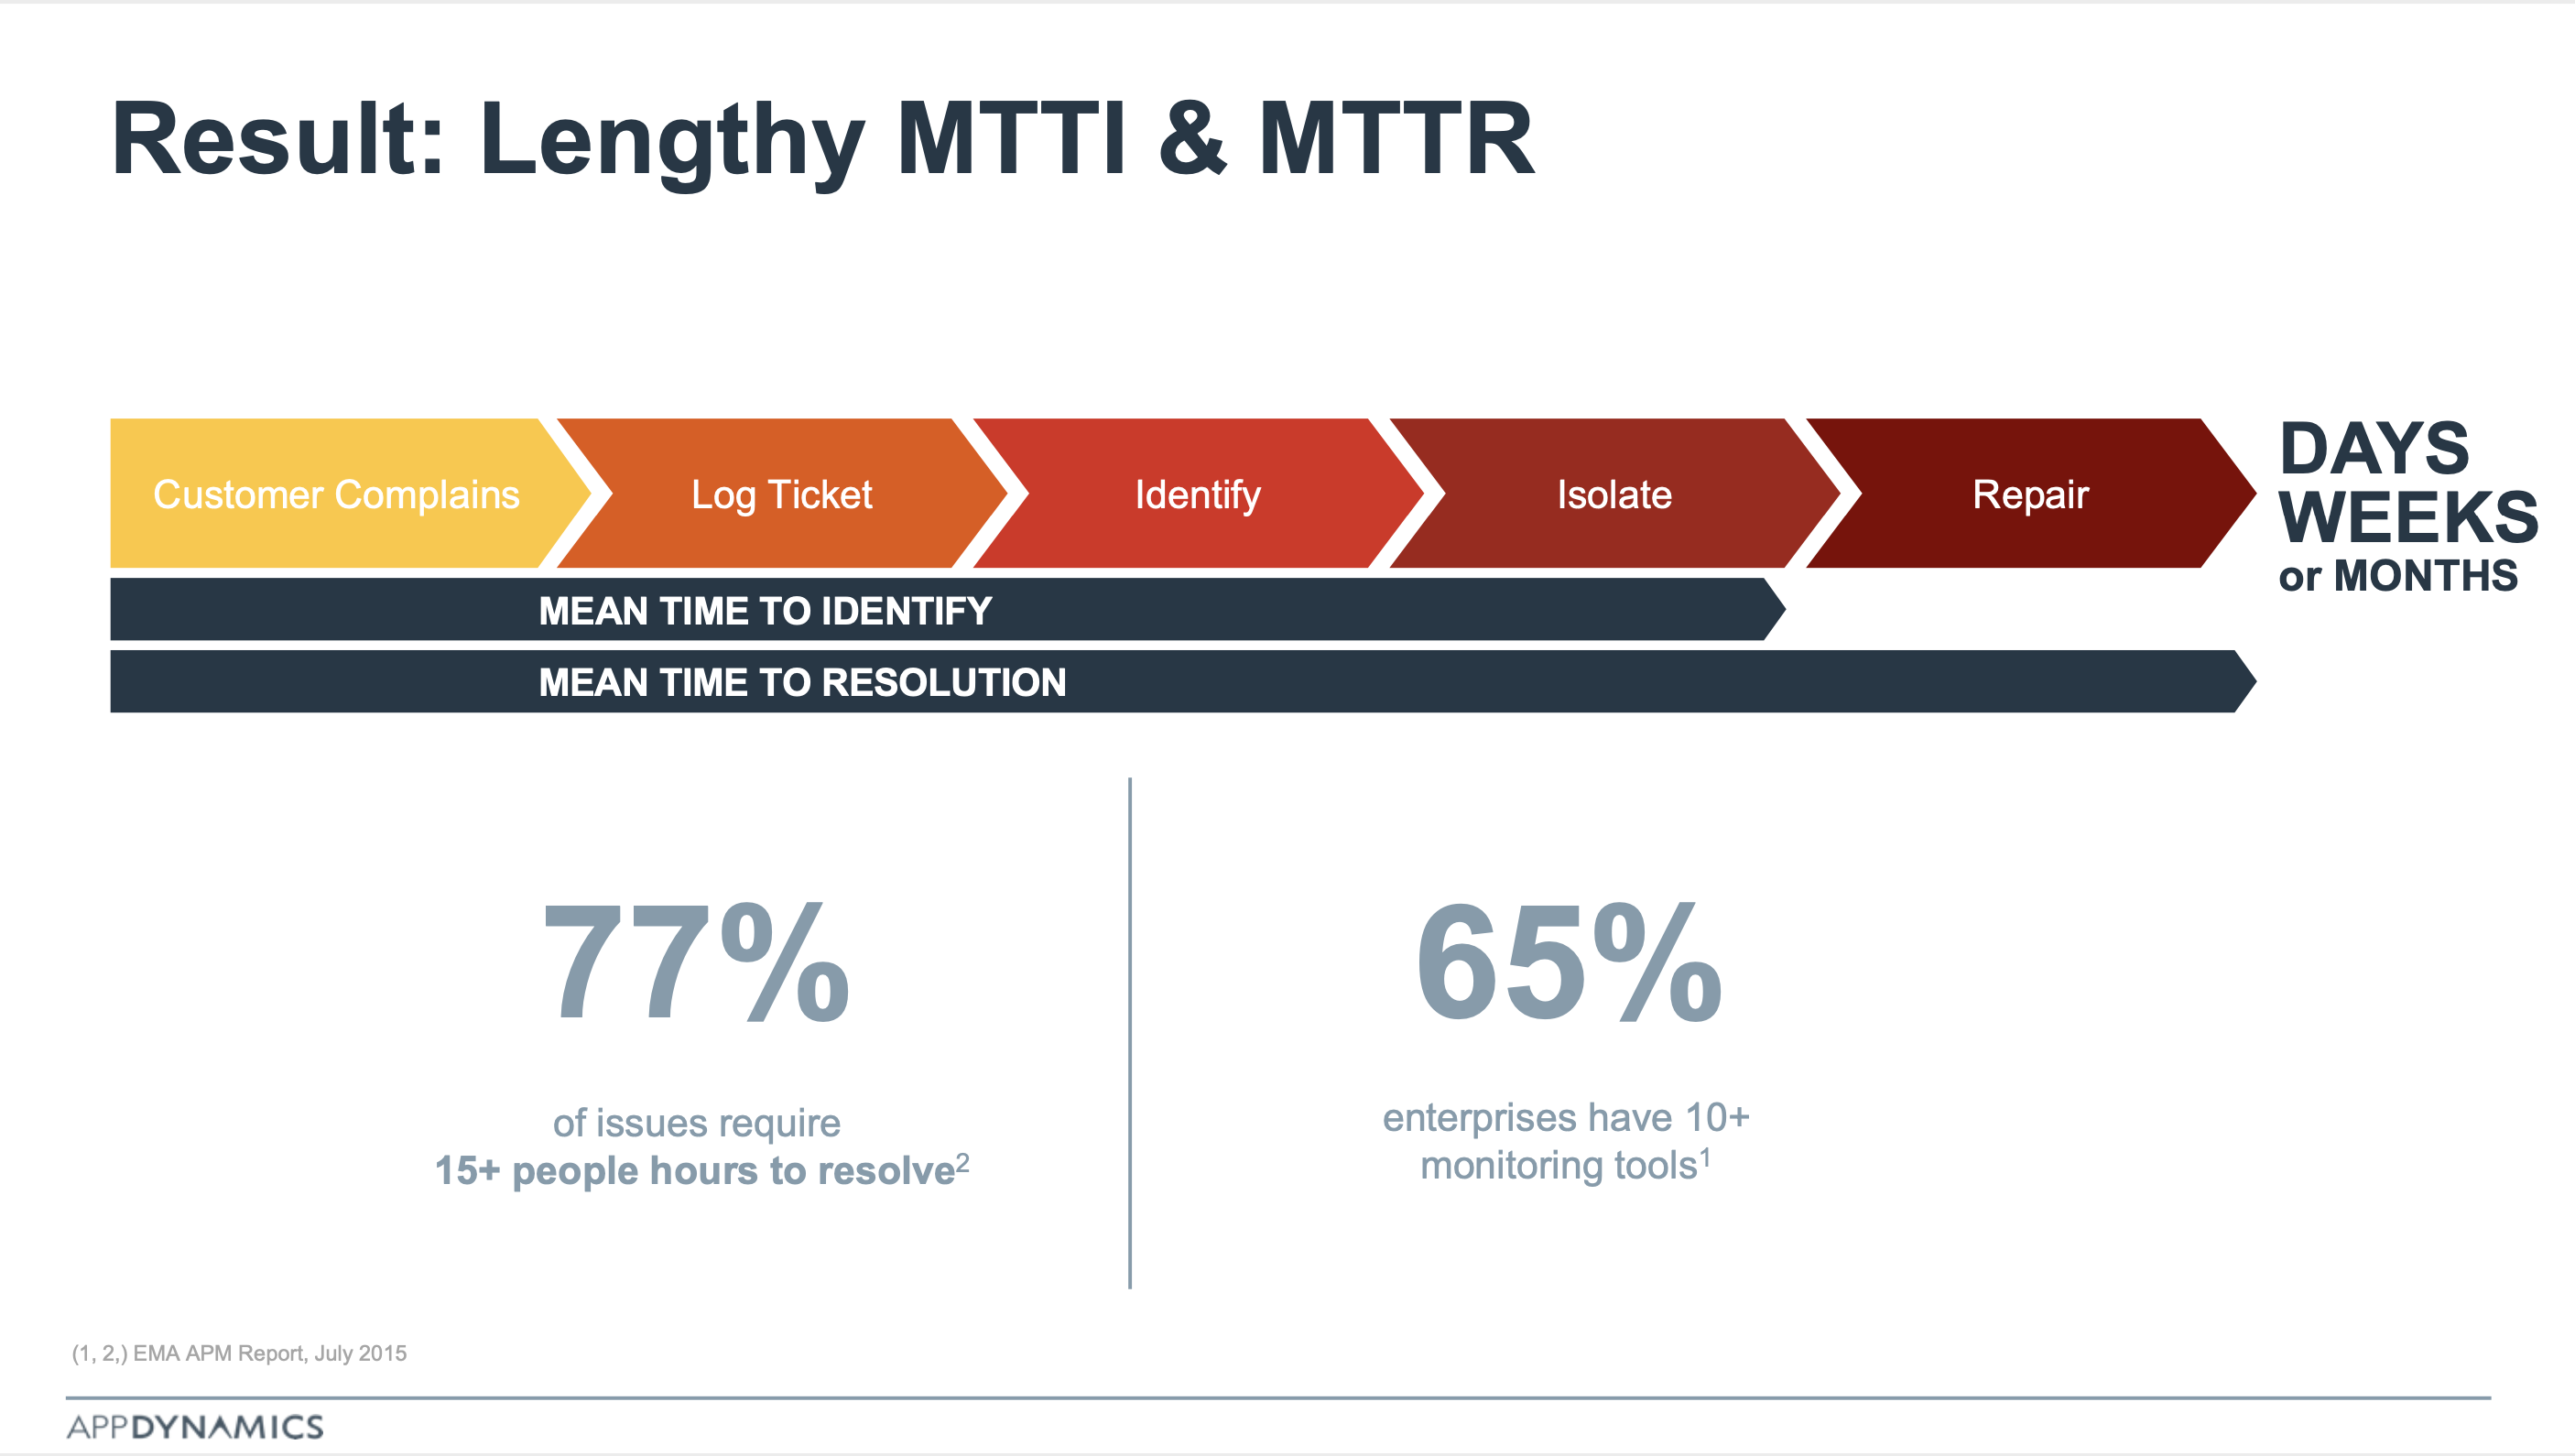 Result: Lengthy MTTI & MTTR
Customer Complains
Log Ticket
Identify
Isolate
Repair
DAYS
WEEKS
or MONTHS
MEAN TIME TO IDENTIFY
MEAN TIME TO RESOLUTION
77%
of issues require
15+ people hours to resolve²
65%
enterprises have 10+
monitoring tools¹
(1, 2,) EMA APM Report, July 2015
APPDYNAMICS